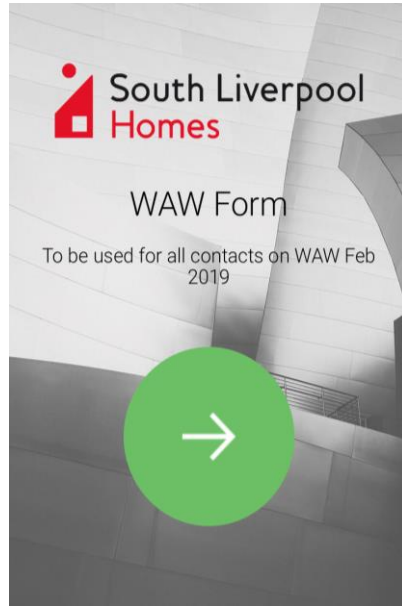 South Liverpool
Homes
WAW Form
To be used for all contacts on WAW Feb
2019